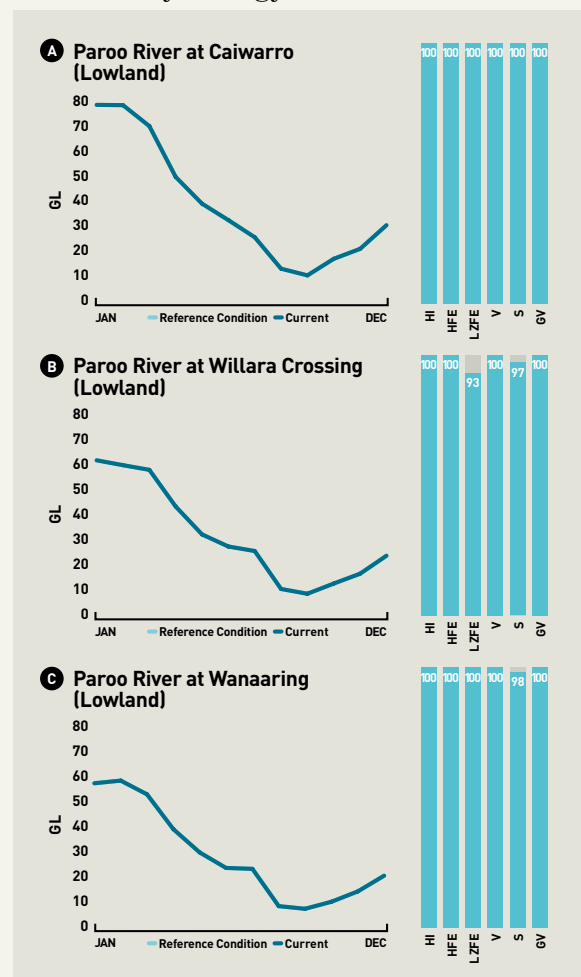 A Paroo River at Caiwarro
(Lowland)
80
70
60
50
40
30
20
10
0
GL
JAN Reference Condition Current DEC
100 100 100 100 100 100
HI HFE LZFE V S GV
B Paroo River at Willara Crossing
(Lowland)
80
70
60
50
40
30
20
10
0
GL
JAN Reference Condition Current DEC
100 100 93 100 97 100
HI HFE LZFE V S GV
C Paroo River at Wanaaring
(Lowland)
80
70
60
50
40
30
20
10
0
GL
JAN Reference Condition Current DEC
100 100 100 100 98 100
HI HFE LZFE V S GV